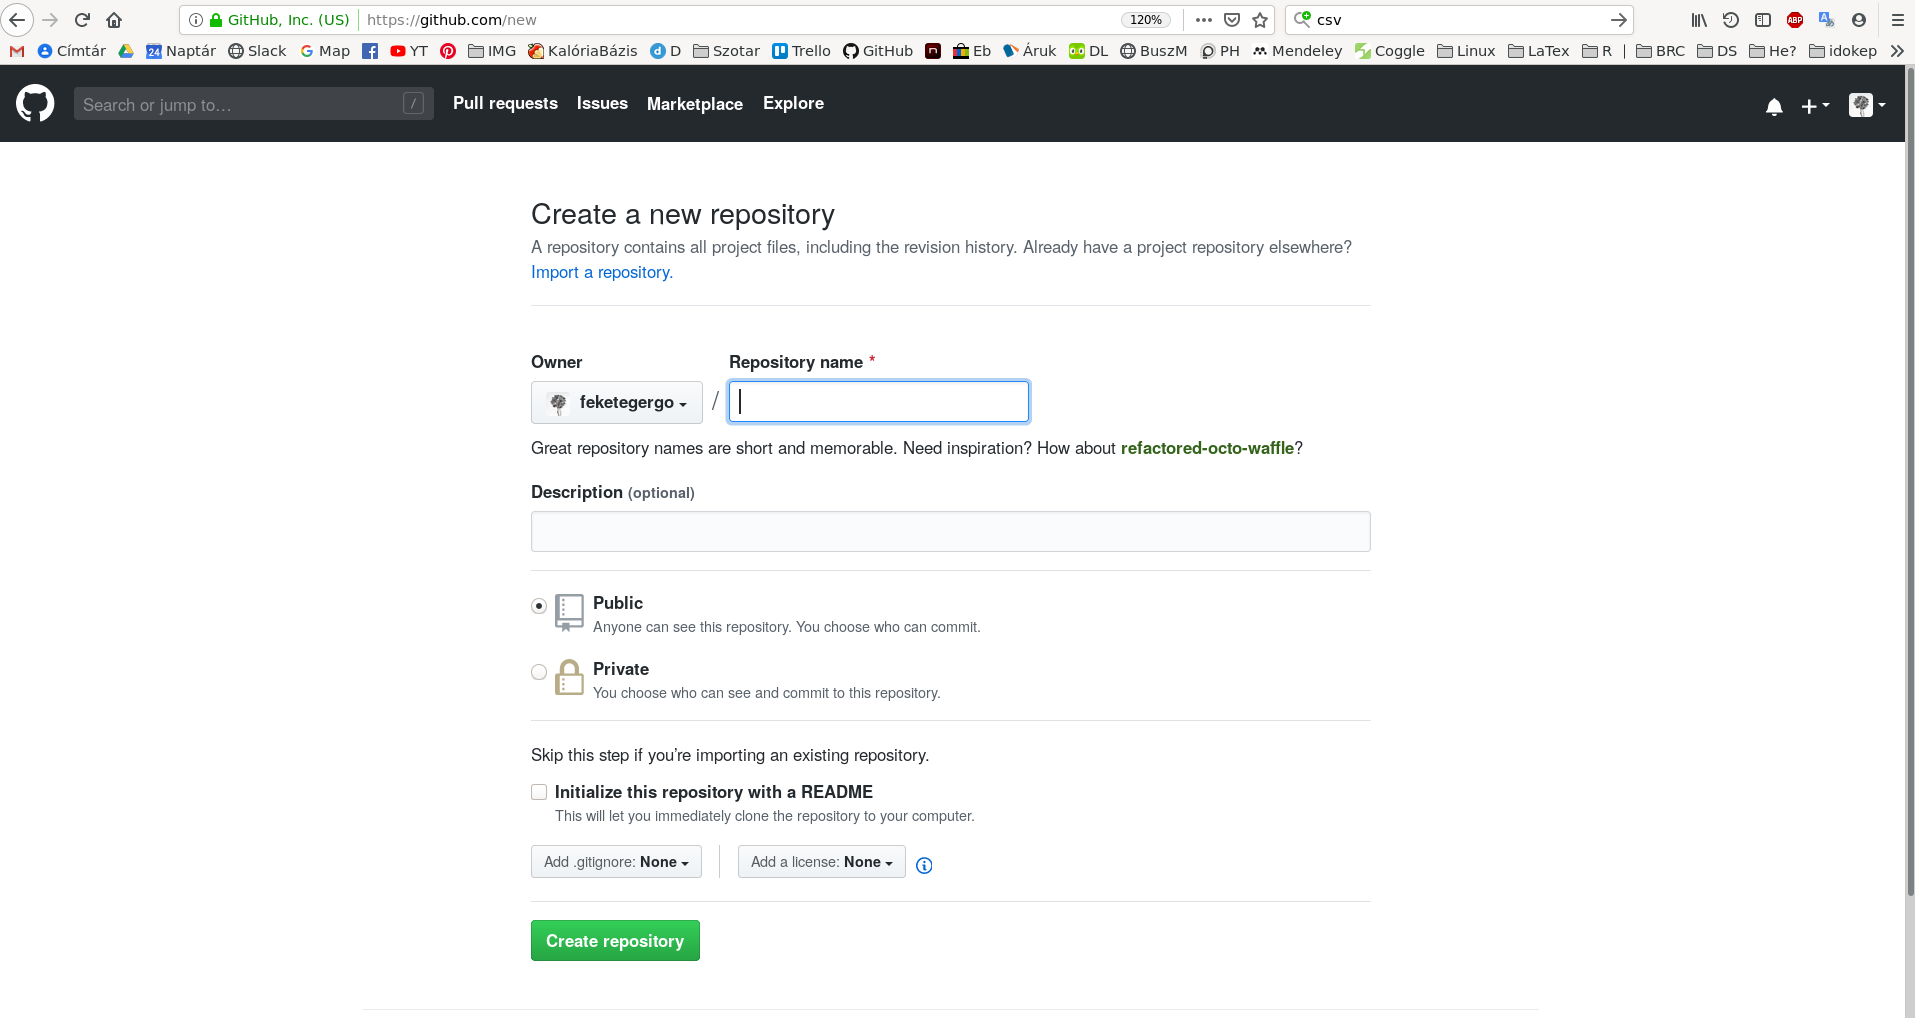 GitHub, Inc. (US) https://github.com/new 120% csv
Címtár 24 Naptár Slack G Map YT IMG KalóriaBázis d D Szotar Trello GitHub n Eb Áruk DL BuszM PH Mendeley Coggle Linux LaTex R | BRC DS He? idokep
Search or jump to… / Pull requests Issues Marketplace Explore
Create a new repository
A repository contains all project files, including the revision history. Already have a project repository elsewhere?
Import a repository.
Owner Repository name *
feketegergo /
Great repository names are short and memorable. Need inspiration? How about refactored-octo-waffle?
Description (optional)
Public
Anyone can see this repository. You choose who can commit.
Private
You choose who can see and commit to this repository.
Skip this step if you’re importing an existing repository.
Initialize this repository with a README
This will let you immediately clone the repository to your computer.
Add .gitignore: None Add a license: None
Create repository